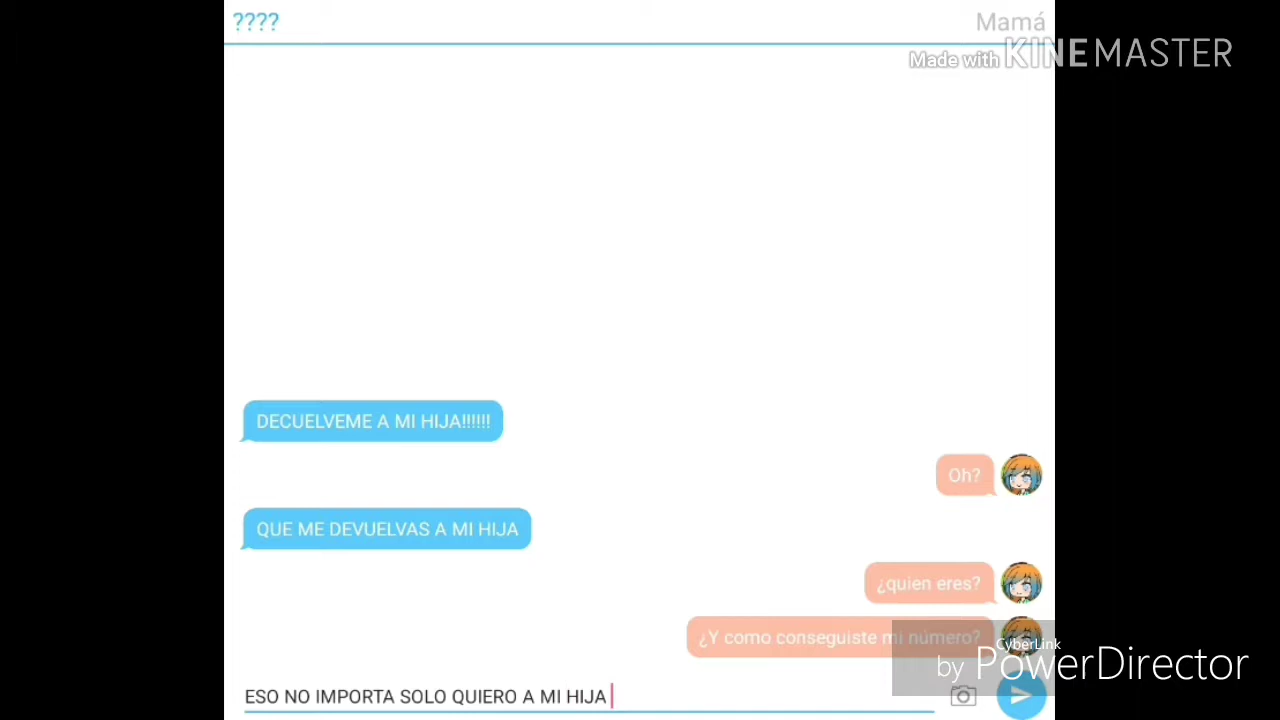 ????
Mamá
Made with KINEMASTER
DECUELVEME A MI HIJA!!!!!!
Oh?
QUE ME DEVUELVAS A MI HIJA
¿quien eres?
¿Y como conseguiste mi número?
CyberLink
by PowerDirector
ESO NO IMPORTA SOLO QUIERO A MI HIJA